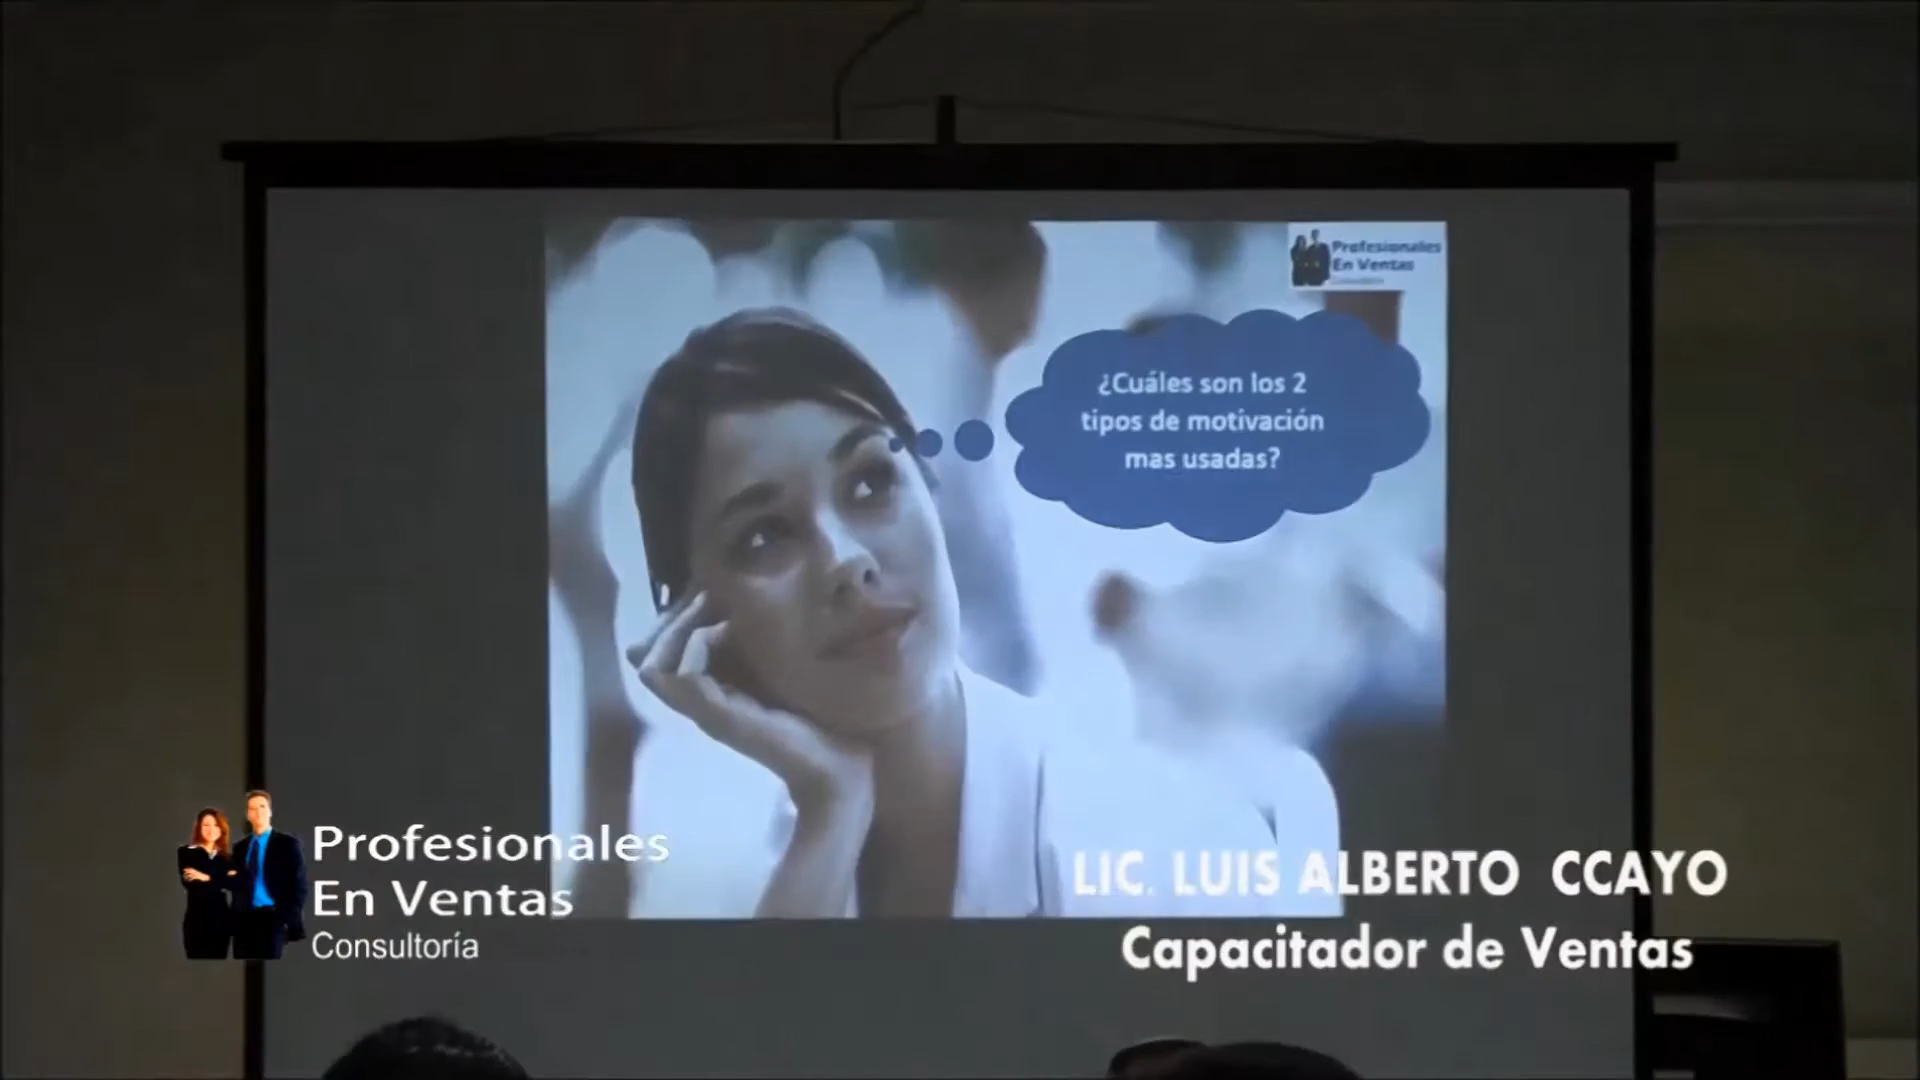 Profesionales
En Ventas
¿Cuáles son los 2
tipos de motivación
mas usadas?
Profesionales
En Ventas
Consultoría
LIC. LUIS ALBERTO CCAYO
Capacitador de Ventas